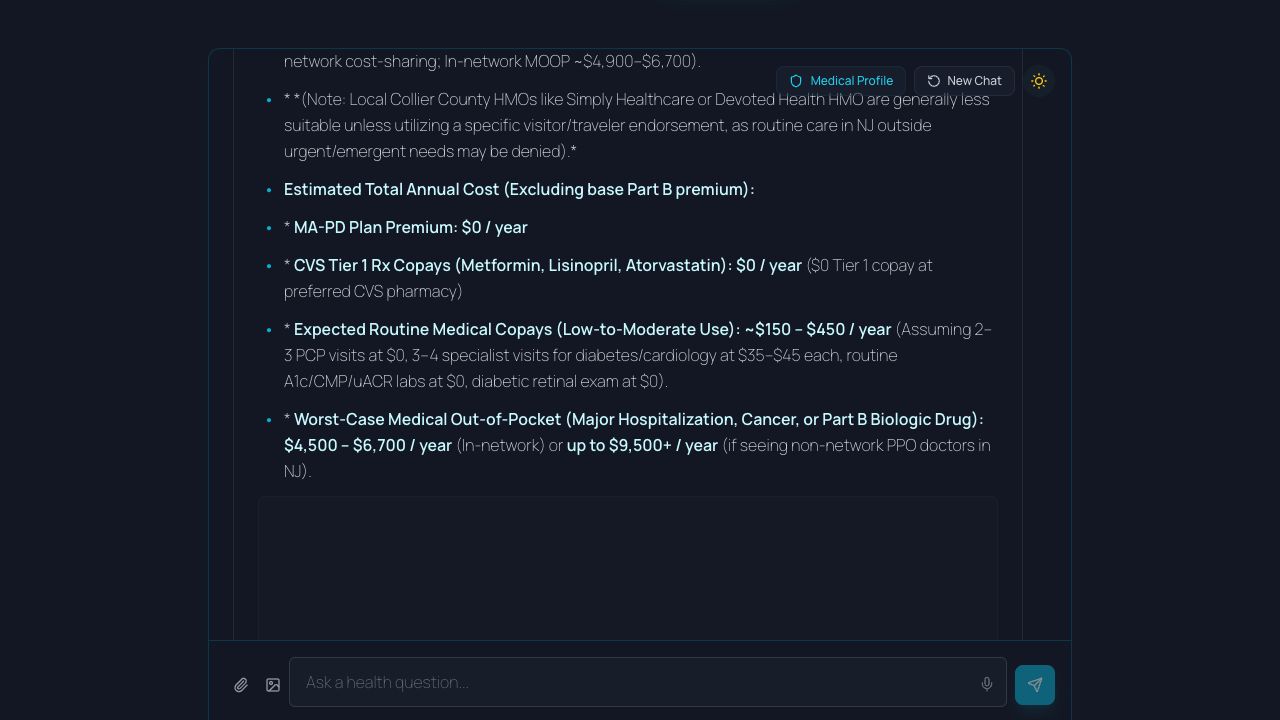 network cost-sharing; In-network MOOP ~$4,900–$6,700).
Medical Profile
New Chat
* *(Note: Local Collier County HMOs like Simply Healthcare or Devoted Health HMO are generally less
suitable unless utilizing a specific visitor/traveler endorsement, as routine care in NJ outside
urgent/emergent needs may be denied).*
Estimated Total Annual Cost (Excluding base Part B premium):
* MA-PD Plan Premium: $0 / year
* CVS Tier 1 Rx Copays (Metformin, Lisinopril, Atorvastatin): $0 / year ($0 Tier 1 copay at
preferred CVS pharmacy)
* Expected Routine Medical Copays (Low-to-Moderate Use): ~$150 – $450 / year (Assuming 2–
3 PCP visits at $0, 3–4 specialist visits for diabetes/cardiology at $35–$45 each, routine
A1c/CMP/uACR labs at $0, diabetic retinal exam at $0).
* Worst-Case Medical Out-of-Pocket (Major Hospitalization, Cancer, or Part B Biologic Drug):
$4,500 – $6,700 / year (In-network) or up to $9,500+ / year (if seeing non-network PPO doctors in
NJ).
Ask a health question...